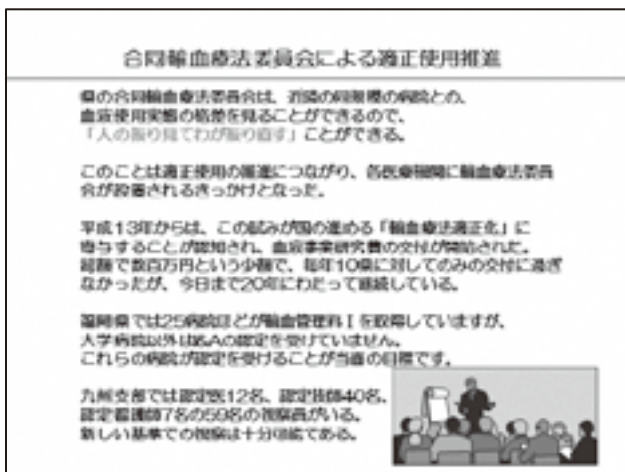 合同輸血療法委員会による適正使用推進
県の合同輸血療法委員会は、近隣の同規模の病院との、
血液使用実態の格差を見ることができるので、
「人の振り見てわが振り直す」ことができる。
このことは適正使用の推進につながり、各医療機関に輸血療法委員
会が設置されるきっかけとなった。
平成13年からは、この試みが国の進める「輸血療法適正化」に
寄与することが認知され、血液事業研究費の交付が開始された。
総額で数百万円という少額で、毎年10県に対してのみの交付に過ぎ
なかったが、今日まで20年にわたって継続している。
福岡県では25病院ほどが輸血管理料Ⅰを取得していますが、
大学病院以外はI&Aの認定を受けていません。
これらの病院が認定を受けることが当面の目標です。
九州支部では認定医12名、認定技師40名、
認定看護師7名の59名の視察員がいる。
新しい基準での視察は十分可能である。